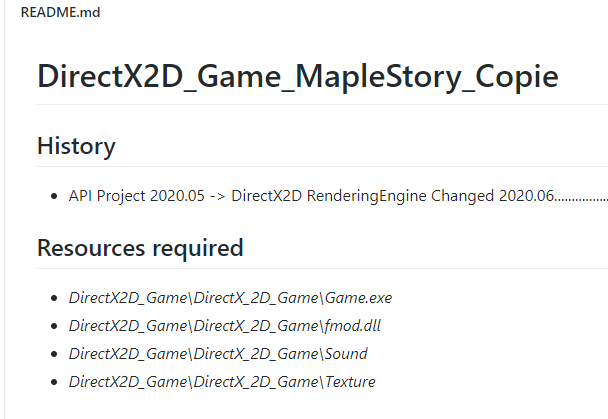 README.md
DirectX2D_Game_MapleStory_Copie
History
API Project 2020.05 -> DirectX2D RenderingEngine Changed 2020.06................
Resources required
DirectX2D_Game\DirectX_2D_Game\Game.exe
DirectX2D_Game\DirectX_2D_Game\fmod.dll
DirectX2D_Game\DirectX_2D_Game\Sound
DirectX2D_Game\DirectX_2D_Game\Texture